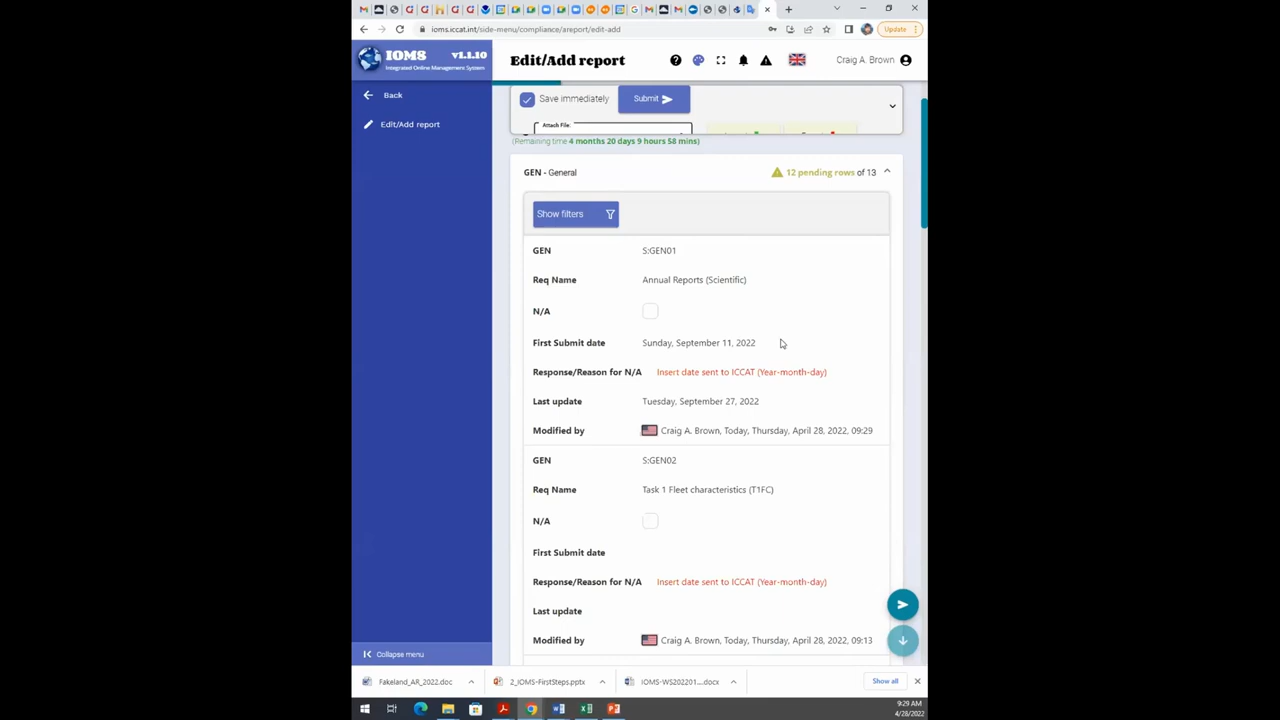 ioms.iccat.int/side-menu/compliance/areport/edit-add
Update
IOMS v1.1.10
Integrated Online Management System
Edit/Add report
Craig A. Brown
Back
Edit/Add report
Save immediately
Submit
Attach File:
(Remaining time 4 months 20 days 9 hours 58 mins)
GEN - General
12 pending rows of 13
Show filters
GEN S:GEN01
Req Name Annual Reports (Scientific)
N/A
First Submit date Sunday, September 11, 2022
Response/Reason for N/A Insert date sent to ICCAT (Year-month-day)
Last update Tuesday, September 27, 2022
Modified by Craig A. Brown, Today, Thursday, April 28, 2022, 09:29
GEN S:GEN02
Req Name Task 1 Fleet characteristics (T1FC)
N/A
First Submit date
Response/Reason for N/A Insert date sent to ICCAT (Year-month-day)
Last update
Modified by Craig A. Brown, Today, Thursday, April 28, 2022, 09:13
Collapse menu
Fakeland_AR_2022.doc
2_IOMS-FirstSteps.pptx
IOMS-WS202201....docx
Show all
9:29 AM
4/28/2022